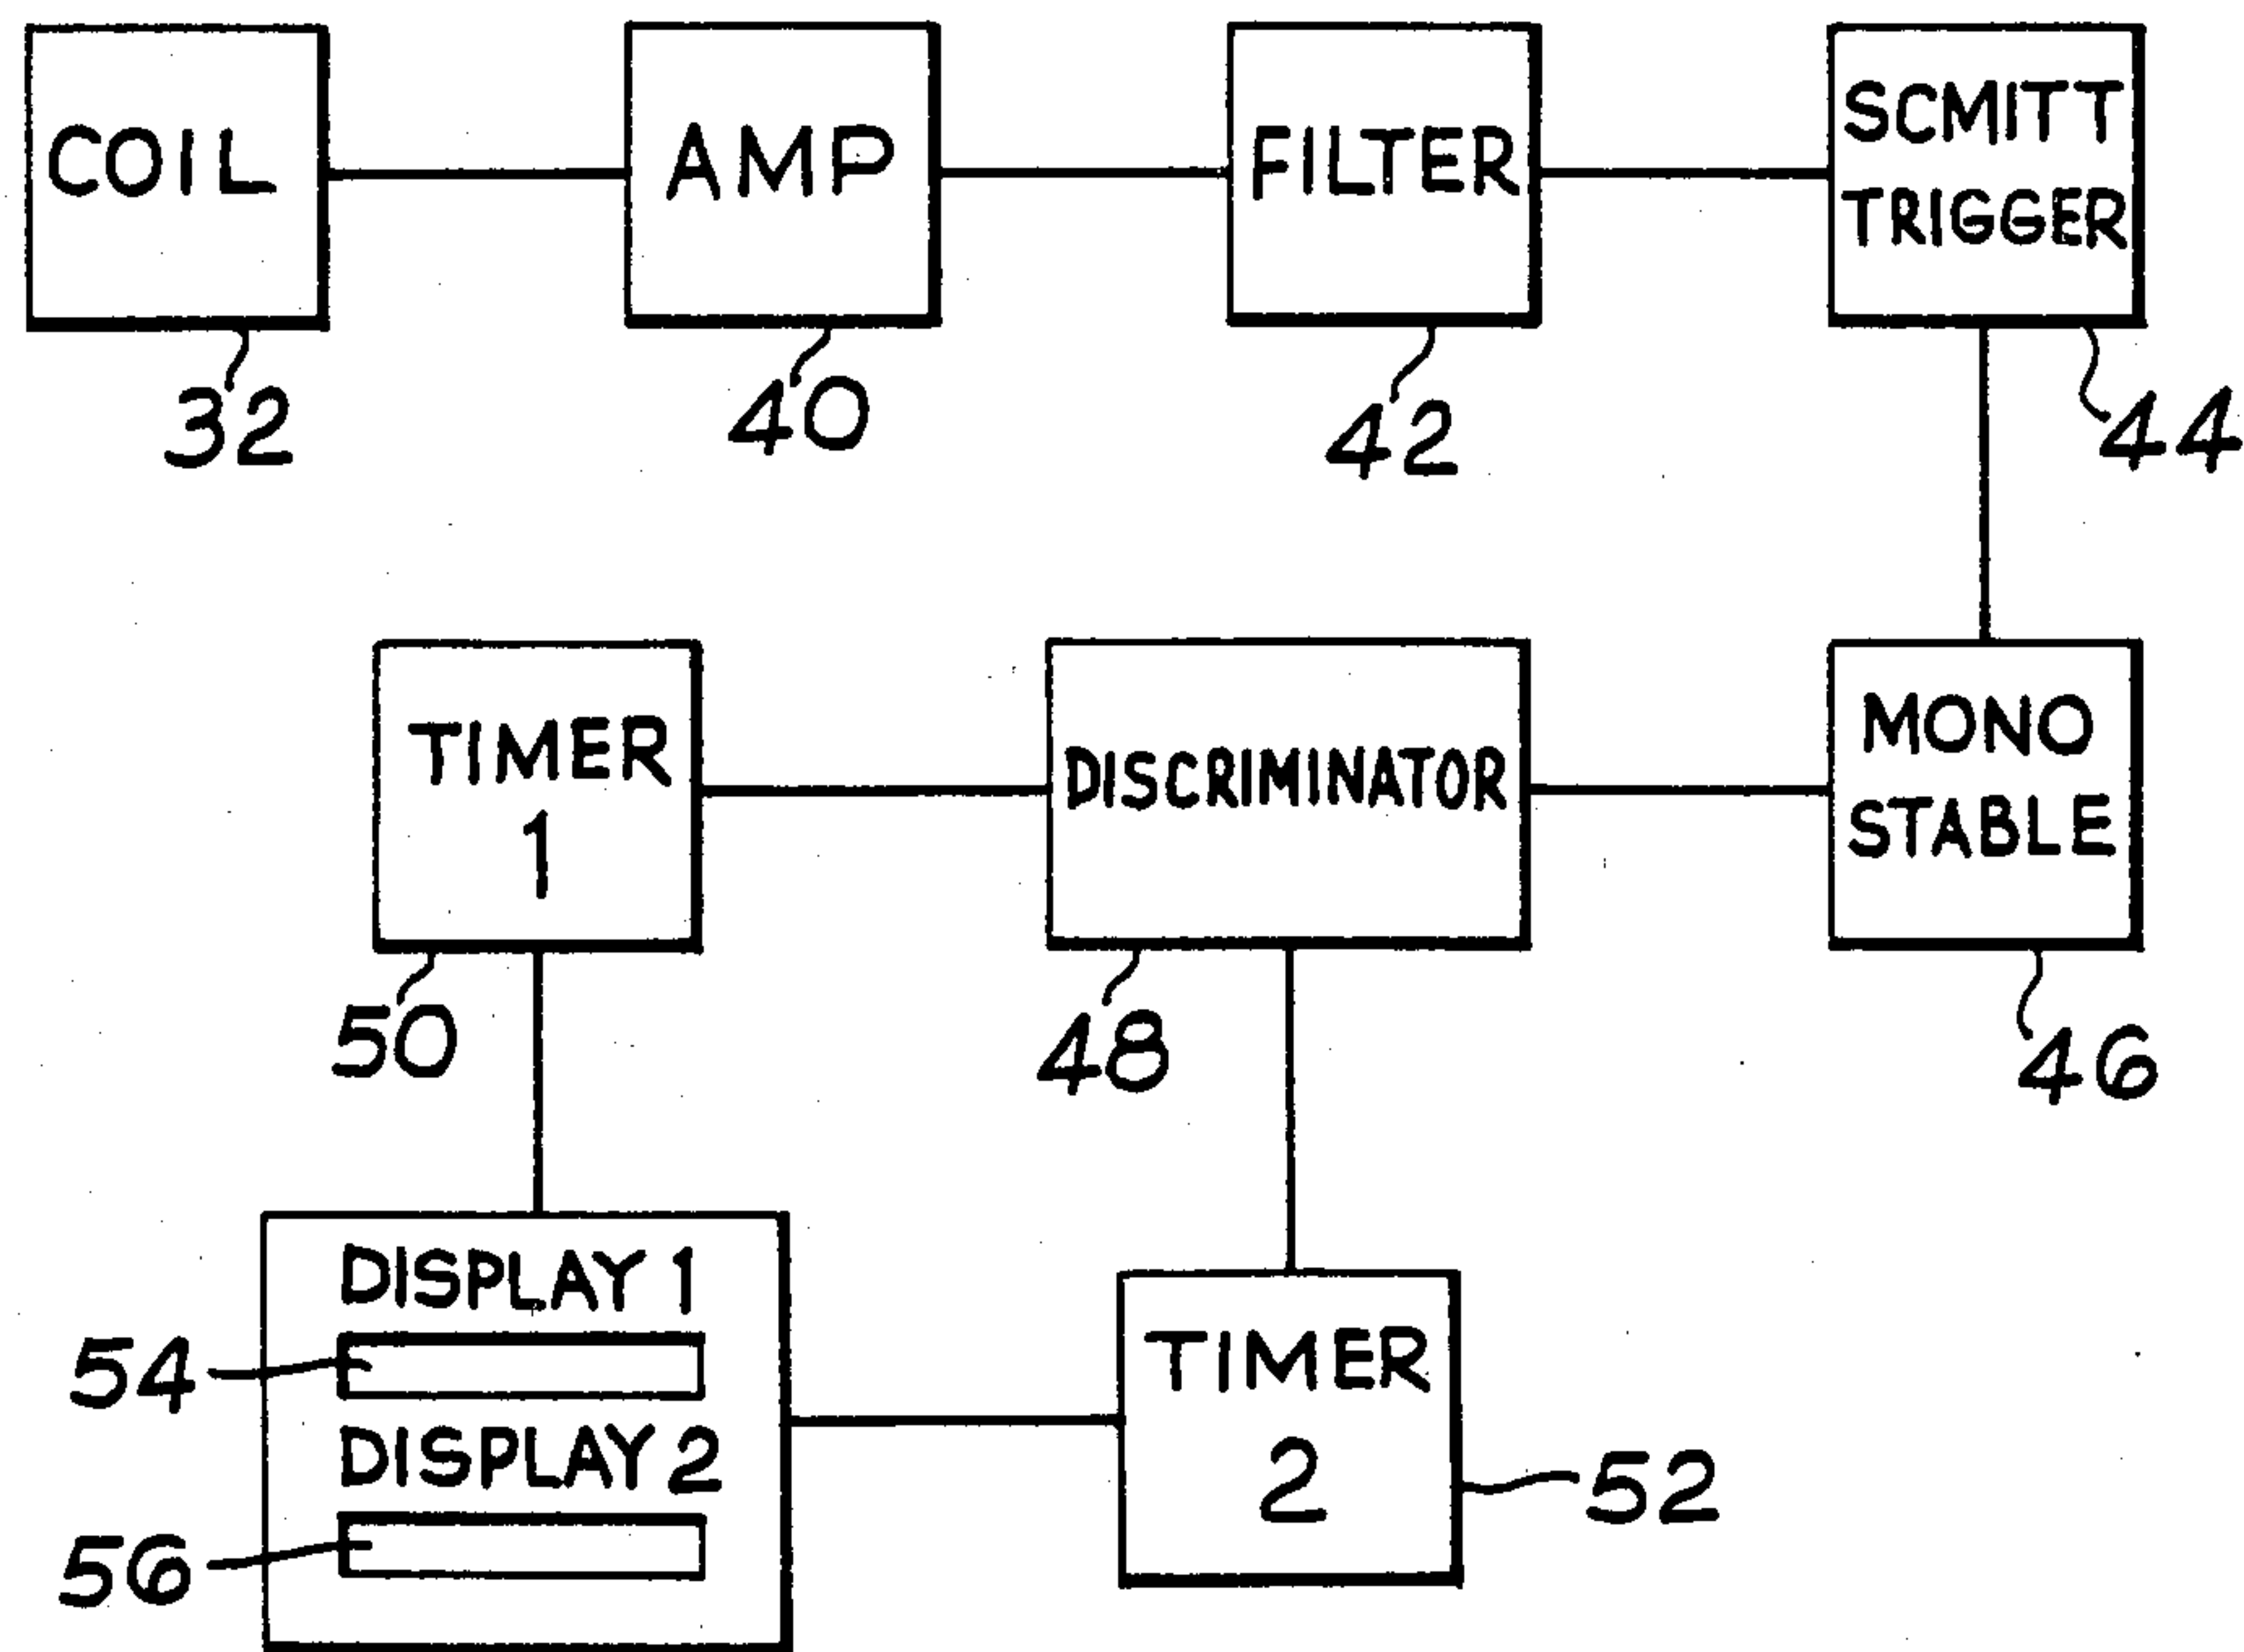 COIL
AMP
FILTER
SCMITT
TRIGGER
32
40
42
44
TIMER
1
DISCRIMINATOR
MONO
STABLE
50
48
46
DISPLAY 1
54
DISPLAY 2
56
TIMER
2
52